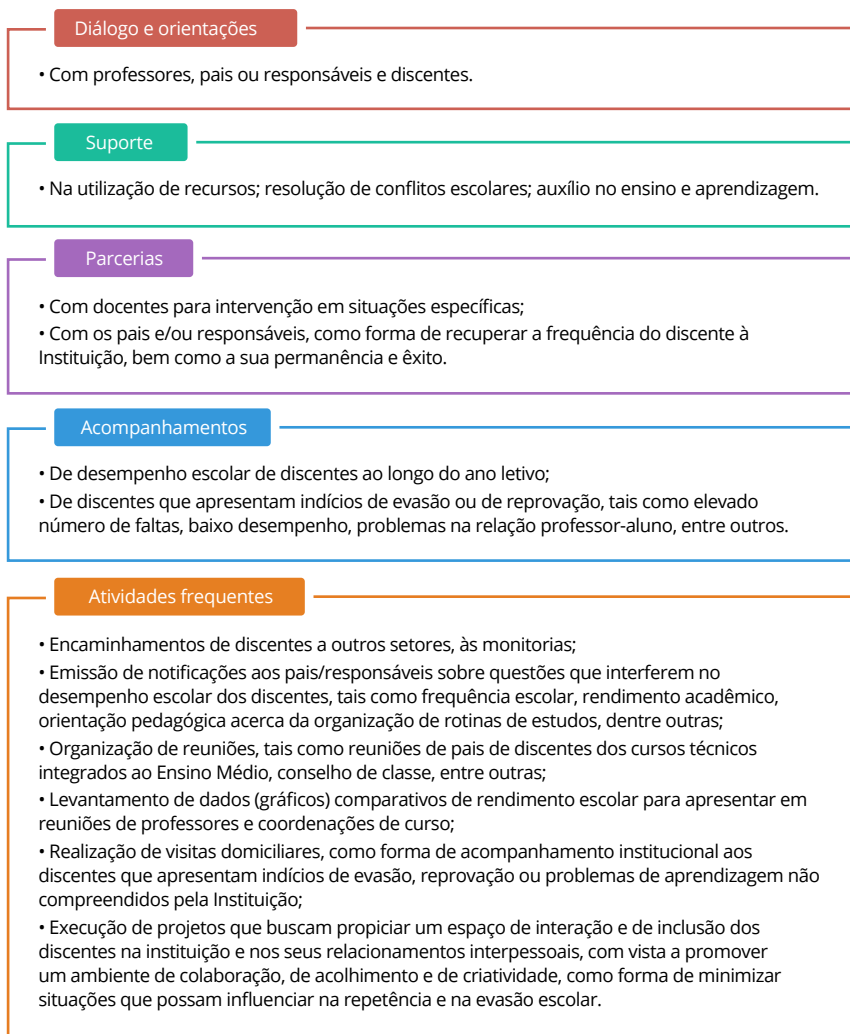 Diálogo e orientações
• Com professores, pais ou responsáveis e discentes.
Suporte
• Na utilização de recursos; resolução de conflitos escolares; auxílio no ensino e aprendizagem.
Parcerias
• Com docentes para intervenção em situações específicas;
• Com os pais e/ou responsáveis, como forma de recuperar a frequência do discente à
Instituição, bem como a sua permanência e êxito.
Acompanhamentos
• De desempenho escolar de discentes ao longo do ano letivo;
• De discentes que apresentam indícios de evasão ou de reprovação, tais como elevado
número de faltas, baixo desempenho, problemas na relação professor-aluno, entre outros.
Atividades frequentes
• Encaminhamentos de discentes a outros setores, às monitorias;
• Emissão de notificações aos pais/responsáveis sobre questões que interferem no
desempenho escolar dos discentes, tais como frequência escolar, rendimento acadêmico,
orientação pedagógica acerca da organização de rotinas de estudos, dentre outras;
• Organização de reuniões, tais como reuniões de pais de discentes dos cursos técnicos
integrados ao Ensino Médio, conselho de classe, entre outras;
• Levantamento de dados (gráficos) comparativos de rendimento escolar para apresentar em
reuniões de professores e coordenações de curso;
• Realização de visitas domiciliares, como forma de acompanhamento institucional aos
discentes que apresentam indícios de evasão, reprovação ou problemas de aprendizagem não
compreendidos pela Instituição;
• Execução de projetos que buscam propiciar um espaço de interação e de inclusão dos
discentes na instituição e nos seus relacionamentos interpessoais, com vista a promover
um ambiente de colaboração, de acolhimento e de criatividade, como forma de minimizar
situações que possam influenciar na repetência e na evasão escolar.